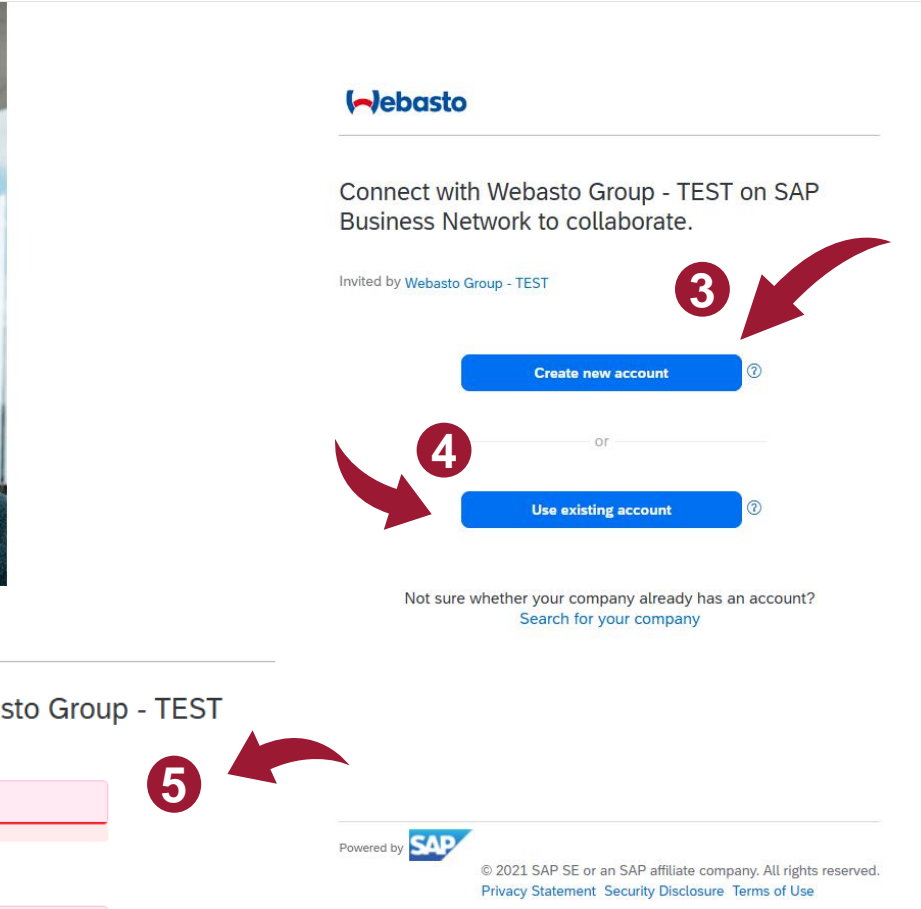 Webasto
Connect with Webasto Group - TEST on SAP
Business Network to collaborate.
Invited by Webasto Group - TEST
3
Create new account
?
or
4
Use existing account
?
Not sure whether your company already has an account?
Search for your company
sto Group - TEST
5
Powered by SAP
© 2021 SAP SE or an SAP affiliate company. All rights reserved.
Privacy Statement Security Disclosure Terms of Use